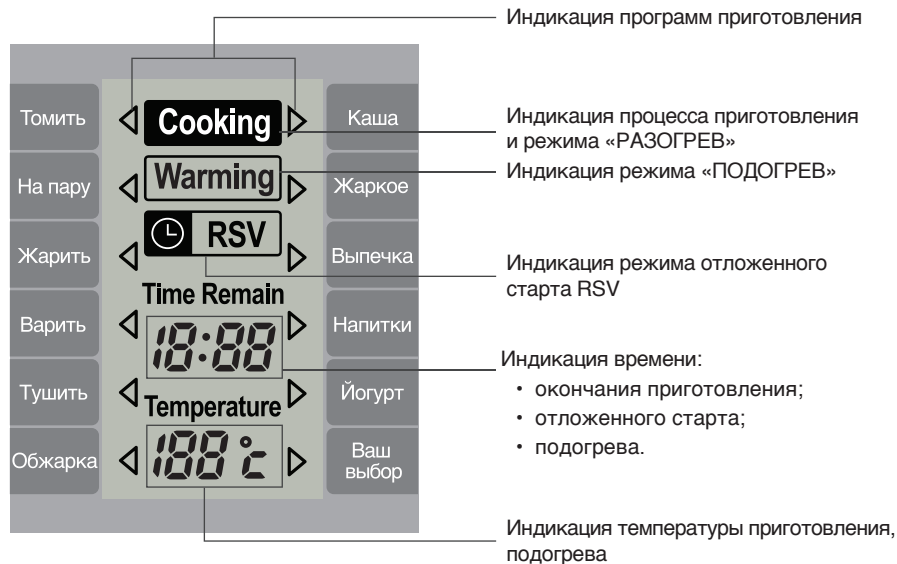 Индикация программ приготовления
Томить
Cooking
Каша
Индикация процесса приготовления
и режима «РАЗОГРЕВ»
На пару
Warming
Жаркое
Индикация режима «ПОДОГРЕВ»
Жарить
RSV
Выпечка
Индикация режима отложенного
старта RSV
Time Remain
Варить
18:88
Напитки
Индикация времени:
• окончания приготовления;
• отложенного старта;
• подогрева.
Тушить
Йогурт
Temperature
Обжарка
188°c
Ваш
выбор
Индикация температуры приготовления,
подогрева